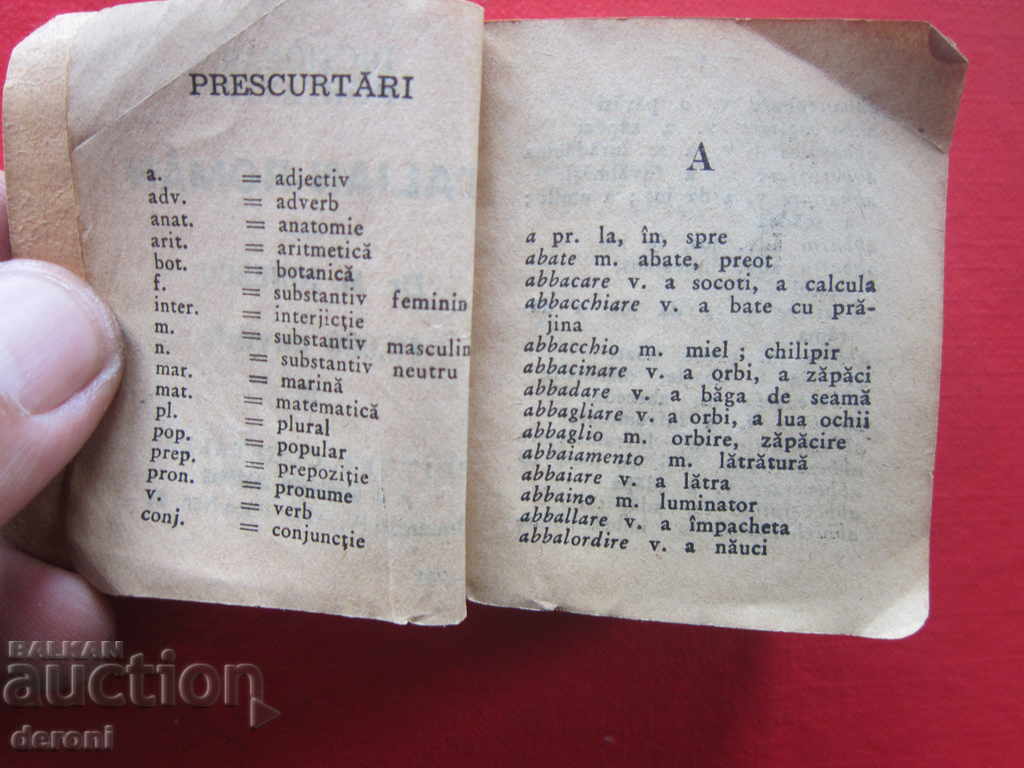 PRESCURTĂRI
a. = adjectiv
adv. = adverb
anat. = anatomie
arit. = aritmetică
bot. = botanică
f. = substantiv feminin
inter. = interjicție
m. = substantiv masculin
n. = substantiv neutru
mar. = marină
mat. = matematică
pl. = plural
pop. = popular
prep. = prepoziție
pron. = pronume
v. = verb
conj. = conjuncție
A
a pr. la, în, spre
abate m. abate, preot
abbacare v. a socoti, a calcula
abbacchiare v. a bate cu pră-
jina
abbacchio m. miel ; chilipir
abbacinare v. a orbi, a zăpăci
abbadare v. a băga de seamă
abbagliare v. a orbi, a lua ochii
abbaglio m. orbire, zăpăcire
abbaiamento m. lătrătură
abbaiare v. a lătra
abbaino m. luminator
abballare v. a împacheta
abbalordire v. a năuci
BALKAN
auction
deroni